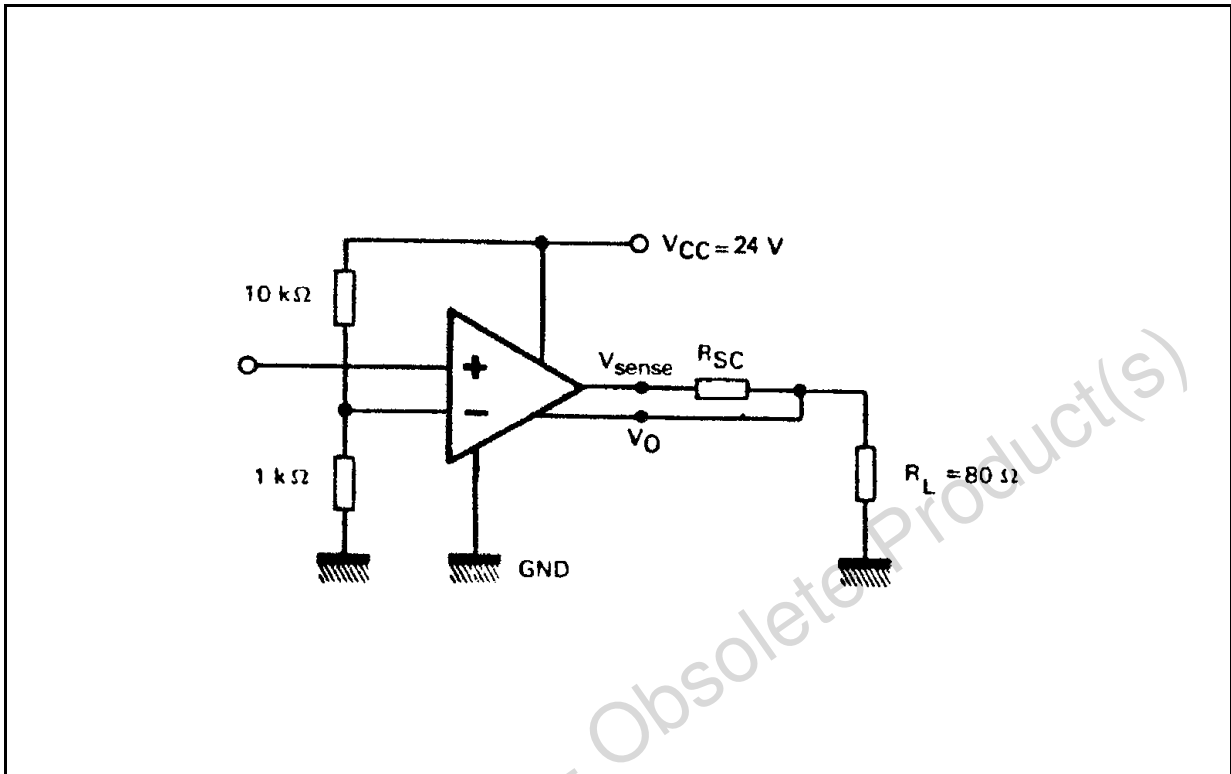 V_CC = 24 V
10 kΩ
+
V_sense
R_SC
−
V_O
1 kΩ
R_L = 80 Ω
GND
Obsolete Product(s)